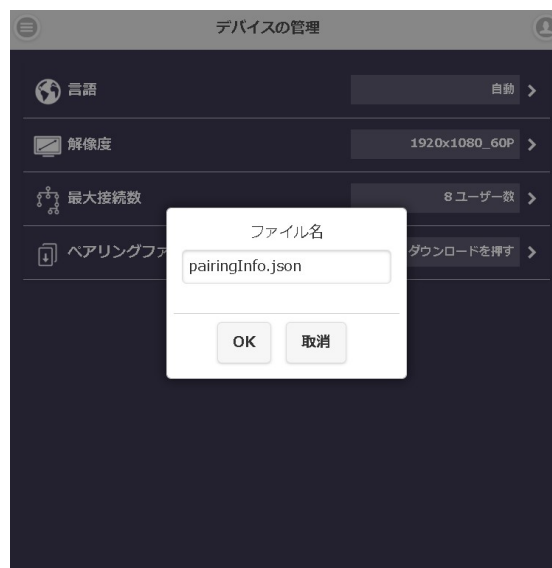 デバイスの管理
言語
自動
解像度
1920x1080_60P
最大接続数
8 ユーザー数
ペアリングファ
ダウンロードを押す
ファイル名
pairingInfo.json
OK
取消